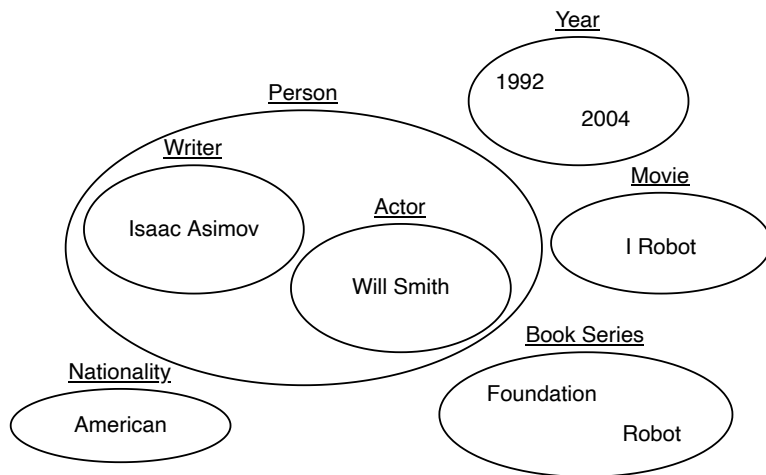 Year
1992
2004
Person
Writer
Isaac Asimov
Actor
Will Smith
Movie
I Robot
Book Series
Foundation
Robot
Nationality
American